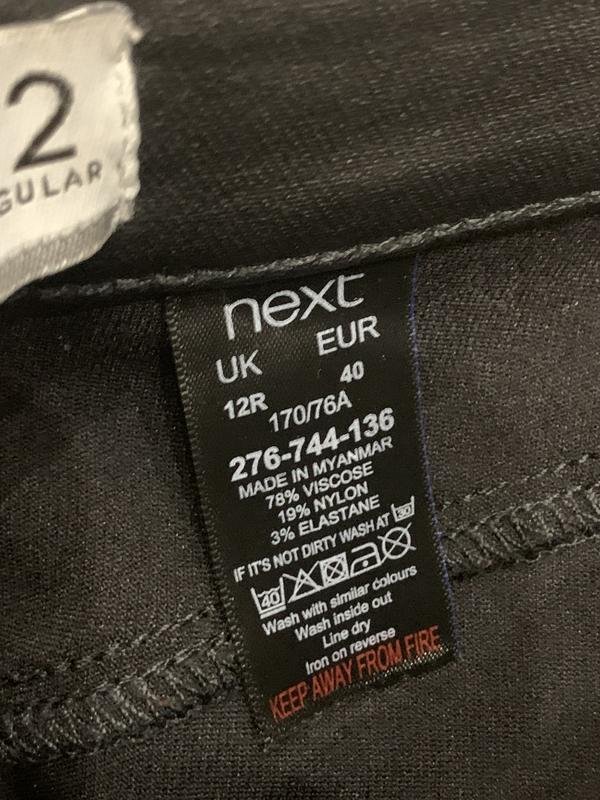 2
GULAR
next
UK EUR
12R 40
170/76A
276-744-136
MADE IN MYANMAR
78% VISCOSE
19% NYLON
3% ELASTANE
IF IT'S NOT DIRTY WASH AT 30
40
Wash with similar colours
Wash inside out
Line dry
Iron on reverse
KEEP AWAY FROM FIRE